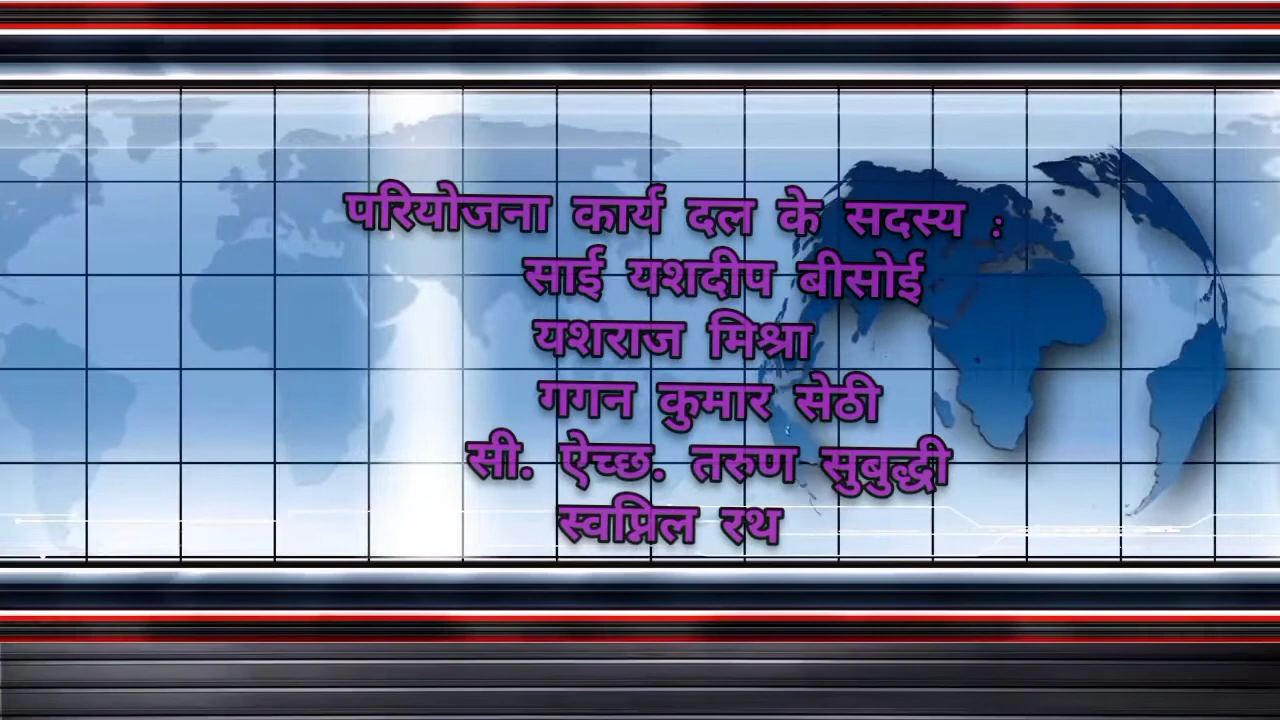 परियोजना कार्य दल के सदस्य :
साई यशदीप बीसोई
यशराज मिश्रा
गगन कुमार सेठी
सी. ऐच्छ. तरुण सुबुद्धी
स्वप्निल रथ